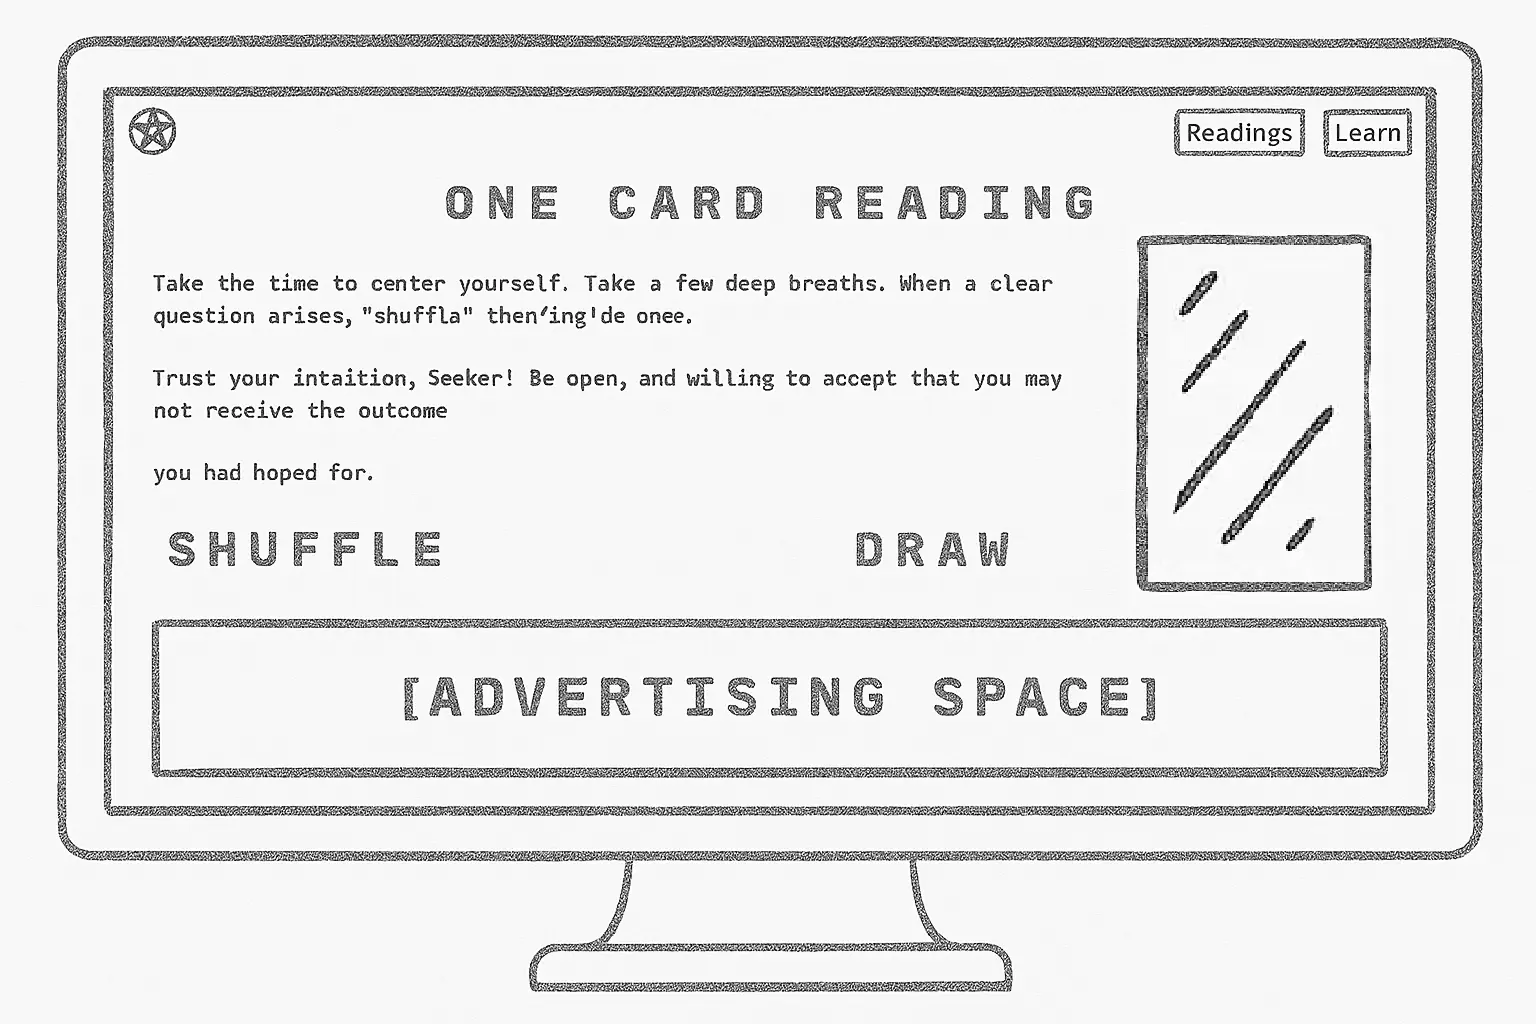 Readings Learn
ONE CARD READING
Take the time to center yourself. Take a few deep breaths. When a clear
question arises, "shuffla" then'ing'de onee.
Trust your intaition, Seeker! Be open, and willing to accept that you may
not receive the outcome
you had hoped for.
SHUFFLE DRAW
[ADVERTISING SPACE]